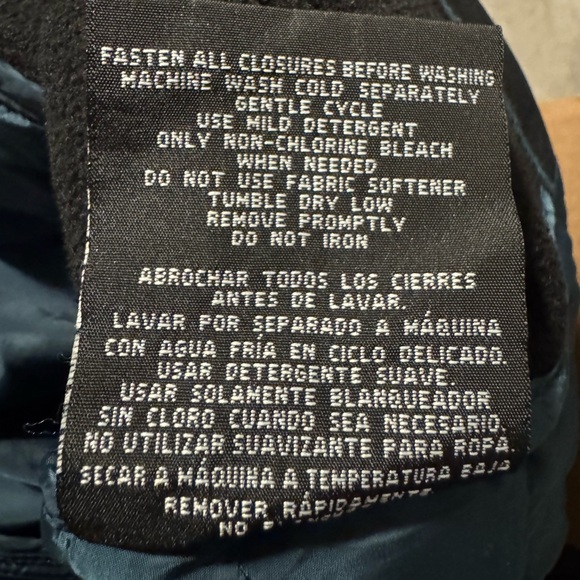 FASTEN ALL CLOSURES BEFORE WASHING
MACHINE WASH COLD SEPARATELY
GENTLE CYCLE
USE MILD DETERGENT
ONLY NON-CHLORINE BLEACH
WHEN NEEDED
DO NOT USE FABRIC SOFTENER
TUMBLE DRY LOW
REMOVE PROMPTLY
DO NOT IRON
ABROCHAR TODOS LOS CIERRES
ANTES DE LAVAR.
LAVAR POR SEPARADO A MÁQUINA
CON AGUA FRÍA EN CICLO DELICADO.
USAR DETERGENTE SUAVE.
USAR SOLAMENTE BLANQUEADOR
SIN CLORO CUANDO SEA NECESARIO.
NO UTILIZAR SUAVIZANTE PARA ROPA
SECAR A MÁQUINA A TEMPERATURA BAJA
REMOVER RÁPIDAMENTE
NO